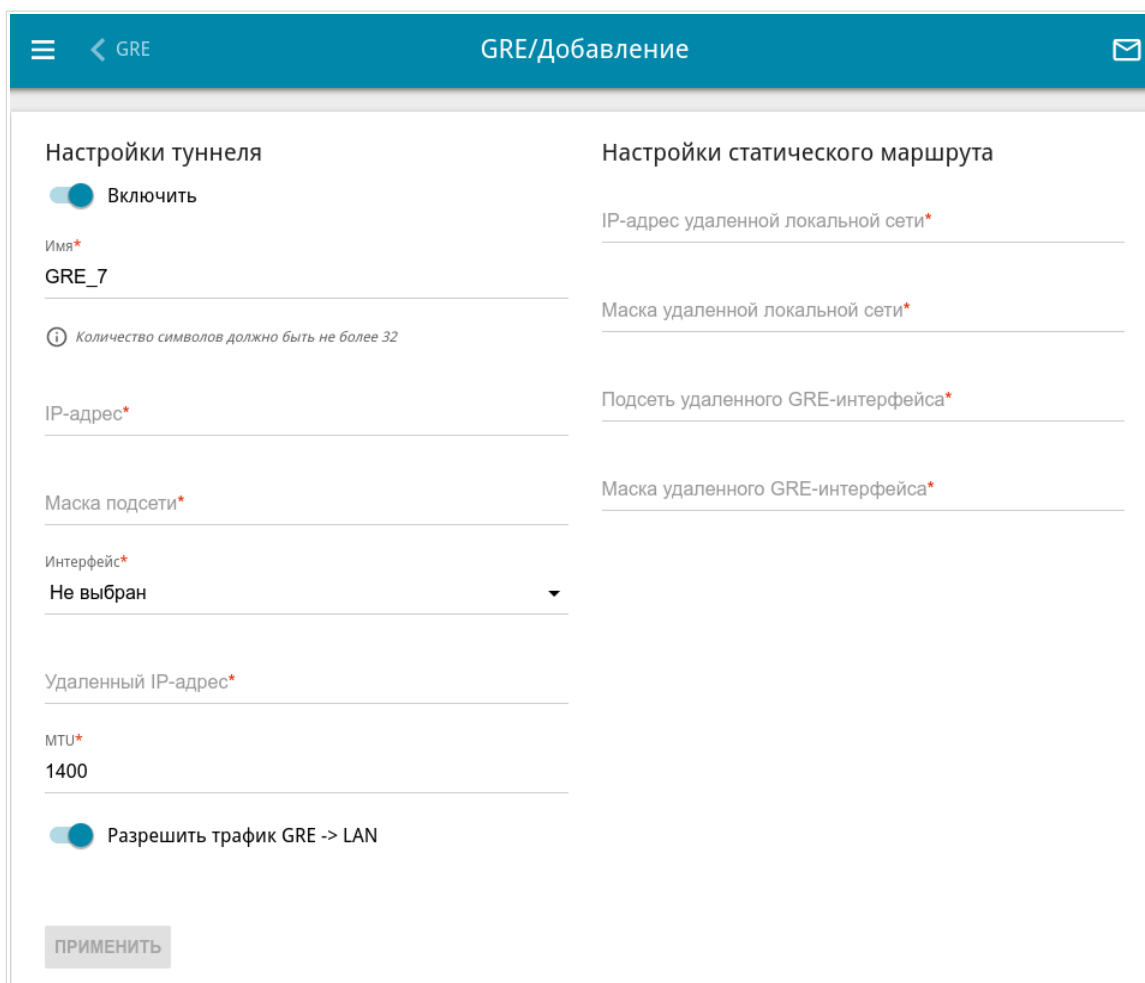 GRE
GRE/Добавление
Настройки туннеля
Включить
Имя*
GRE_7
Количество символов должно быть не более 32
IP-адрес*
Маска подсети*
Интерфейс*
Не выбран
Удаленный IP-адрес*
MTU*
1400
Разрешить трафик GRE -> LAN
ПРИМЕНИТЬ
Настройки статического маршрута
IP-адрес удаленной локальной сети*
Маска удаленной локальной сети*
Подсеть удаленного GRE-интерфейса*
Маска удаленного GRE-интерфейса*